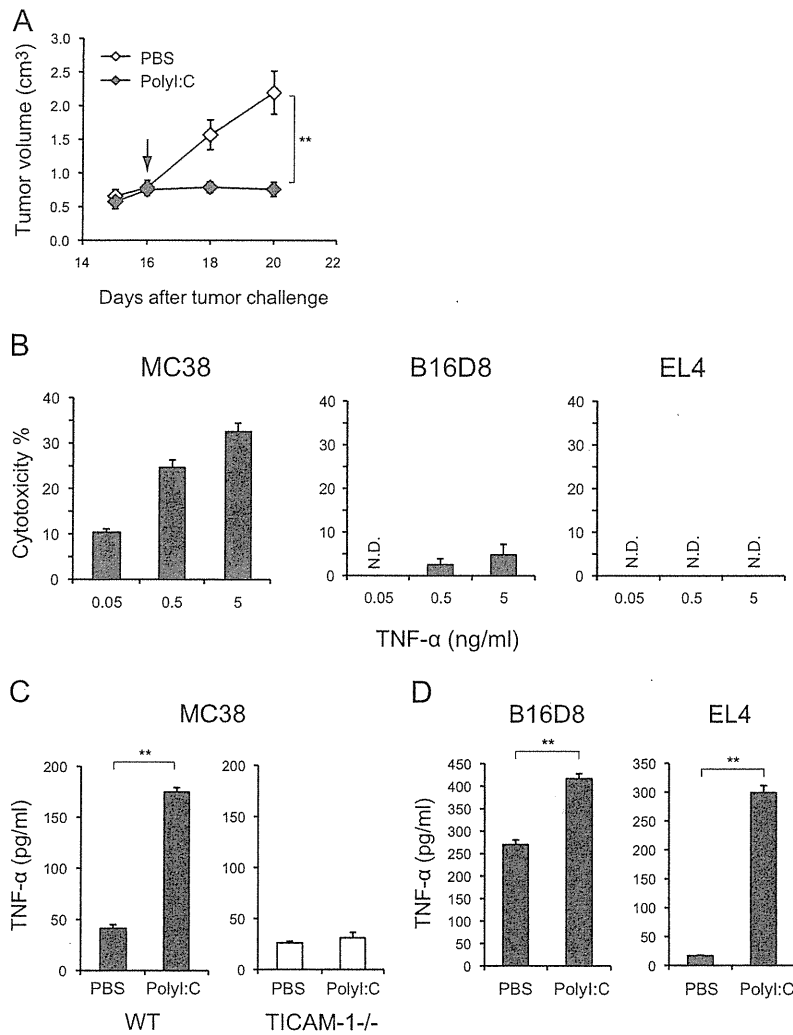 A
Tumor volume (cm3)
3.0
2.5
2.0
1.5
1.0
0.5
0.0
PBS
PolyI:C
**
14 16 18 20 22
Days after tumor challenge
B
MC38 B16D8 EL4
Cytotoxicity %
40
30
20
10
0
0.05 0.5 5
40
30
20
10
0
N.D.
0.05 0.5 5
40
30
20
10
0
N.D. N.D. N.D.
0.05 0.5 5
TNF-α (ng/ml)
C
MC38
TNF-α (pg/ml)
200
150
100
50
0
**
PBS PolyI:C
WT
200
150
100
50
0
PBS PolyI:C
TICAM-1-/-
D
B16D8 EL4
TNF-α (pg/ml)
450
400
350
300
250
450
150
100
50
0
**
PBS PolyI:C
350
300
350
200
150
100
50
0
**
PBS PolyI:C